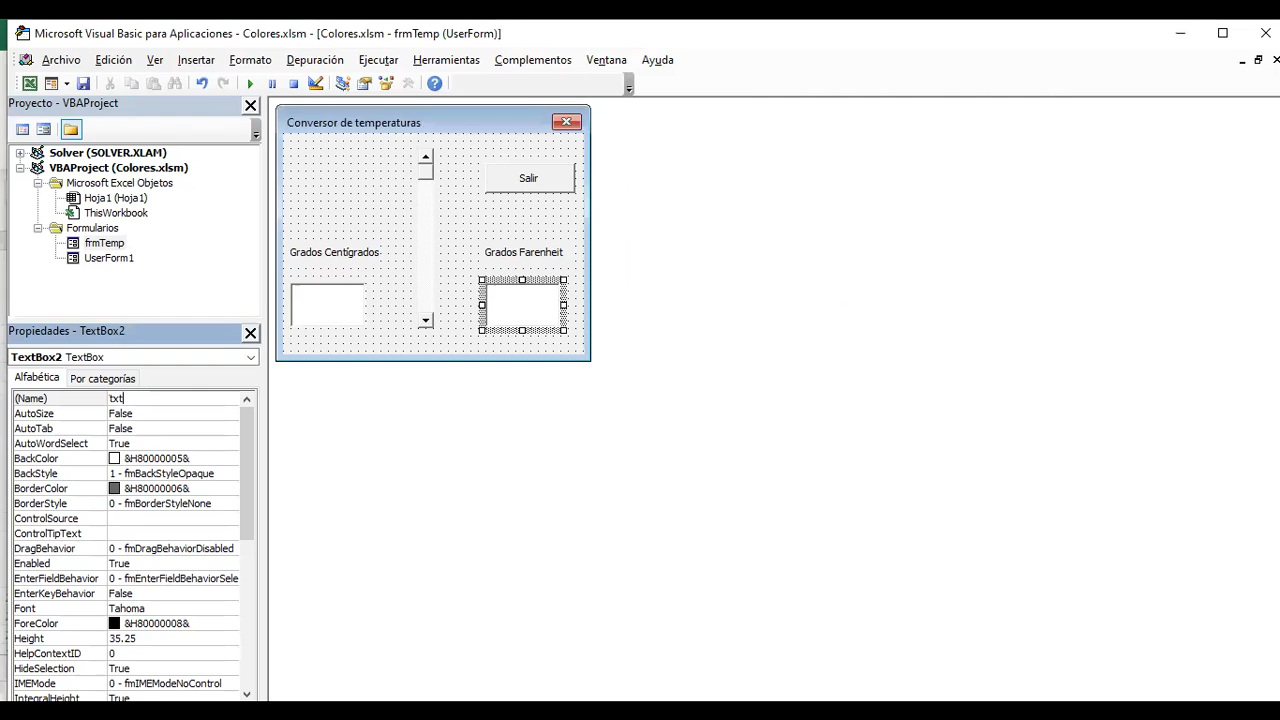 Microsoft Visual Basic para Aplicaciones - Colores.xlsm - [Colores.xlsm - frmTemp (UserForm)]
Archivo Edición Ver Insertar Formato Depuración Ejecutar Herramientas Complementos Ventana Ayuda
Proyecto - VBAProject
Solver (SOLVER.XLAM)
VBAProject (Colores.xlsm)
Microsoft Excel Objetos
Hoja1 (Hoja1)
ThisWorkbook
Formularios
frmTemp
UserForm1
Conversor de temperaturas
Salir
Grados Centígrados
Grados Farenheit
Propiedades - TextBox2
TextBox2 TextBox
Alfabética Por categorías
(Name) txt
AutoSize False
AutoTab False
AutoWordSelect True
BackColor &H80000005&
BackStyle 1 - fmBackStyleOpaque
BorderColor &H80000006&
BorderStyle 0 - fmBorderStyleNone
ControlSource
ControlTipText
DragBehavior 0 - fmDragBehaviorDisabled
Enabled True
EnterFieldBehavior 0 - fmEnterFieldBehaviorSele
EnterKeyBehavior False
Font Tahoma
ForeColor &H80000008&
Height 35.25
HelpContextID 0
HideSelection True
IMEMode 0 - fmIMEModeNoControl
IntegralHeight True